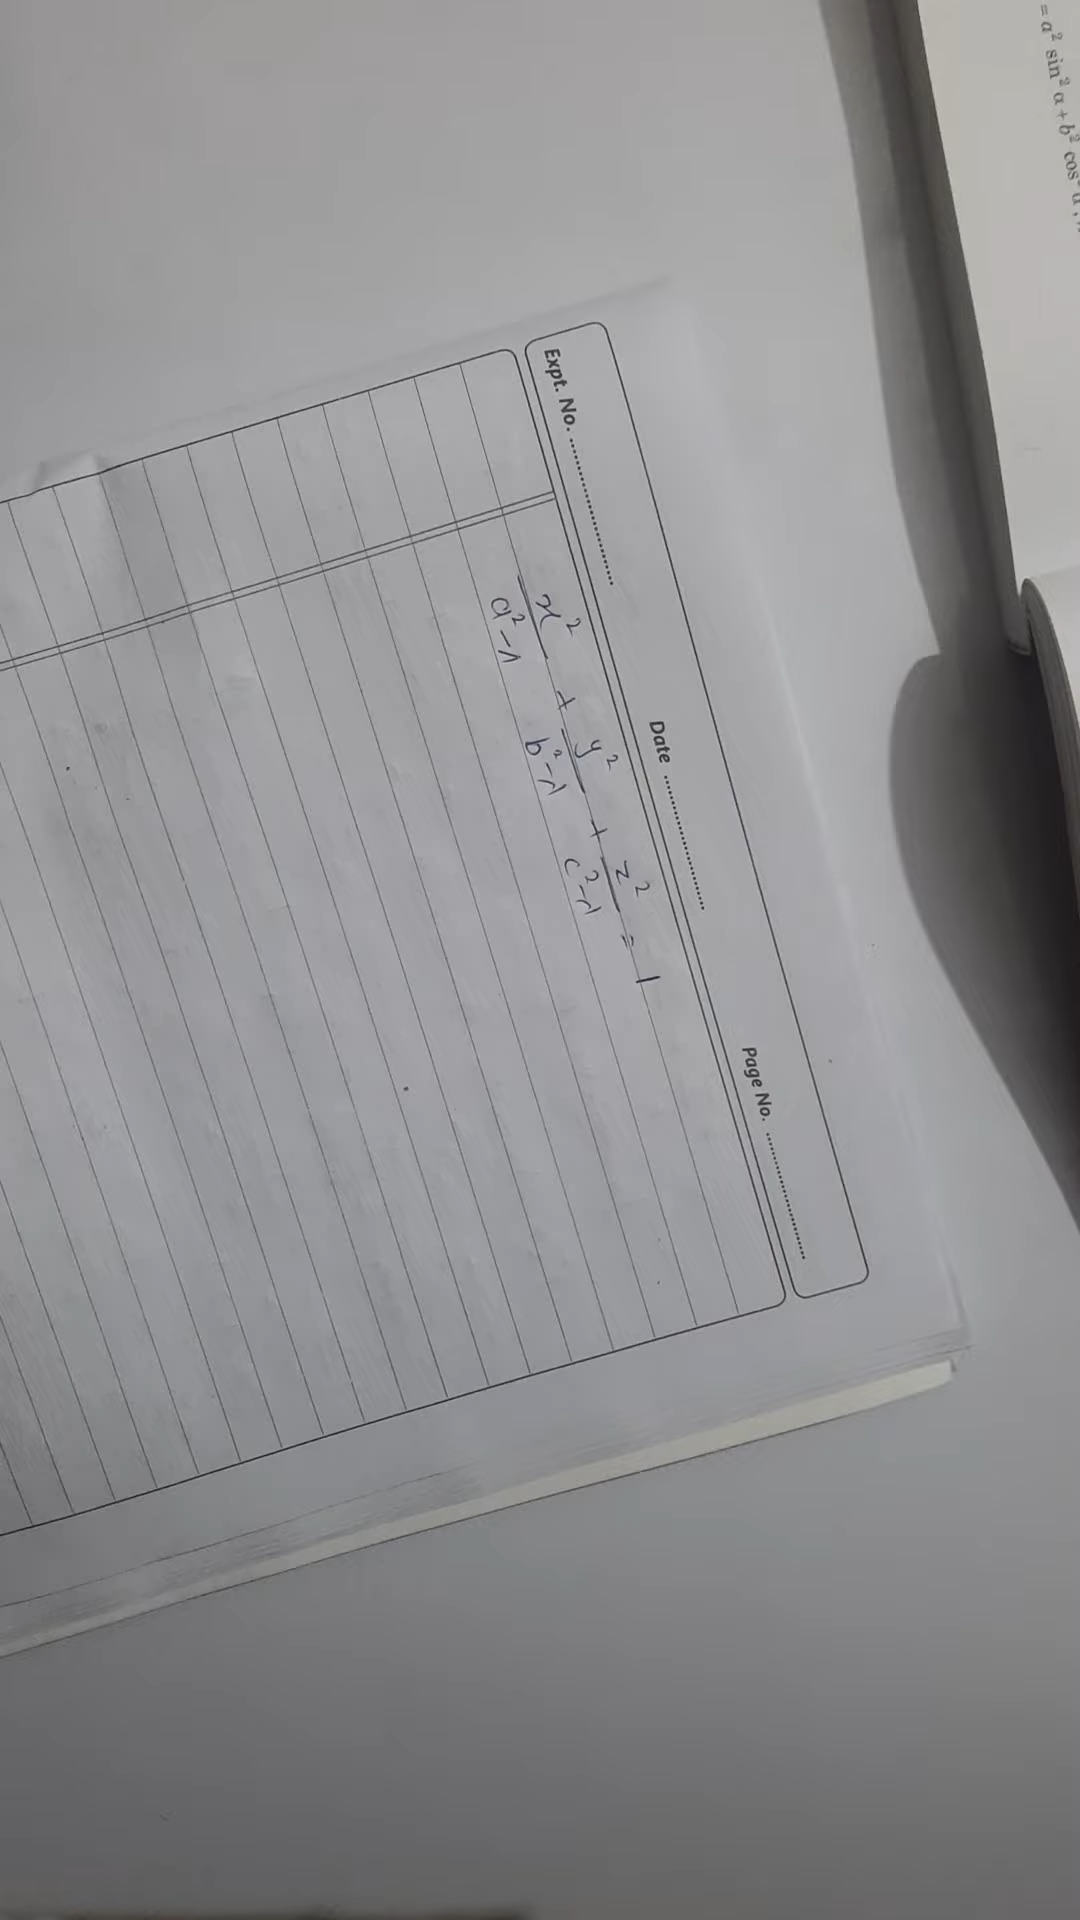 = a² sin² α + b² cos² α,
Expt. No. ........................ Date ........................ Page No. ........................
x²/a²-λ + y²/b²-λ + z²/c²-λ = 1